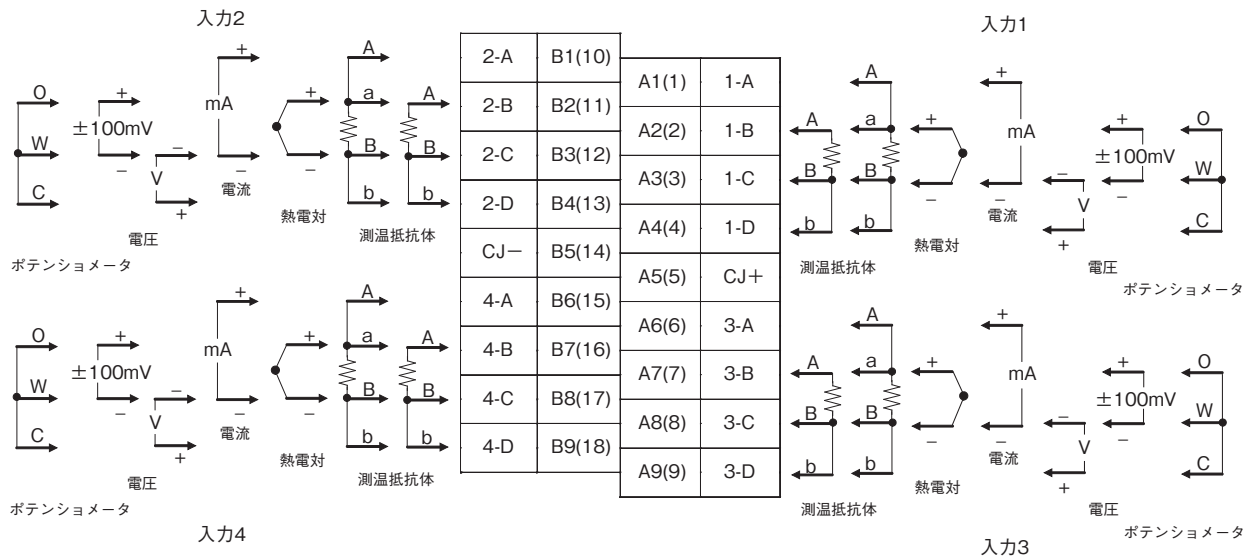 入力2
O
W
C
ポテンショメータ
+
±100mV
−
−
V
+
電圧
+
mA
−
電流
+
−
熱電対
A
a
B
b
A
B
b
測温抵抗体
入力4
O
W
C
ポテンショメータ
+
±100mV
−
−
V
+
電圧
+
mA
−
電流
+
−
熱電対
A
a
B
b
A
B
b
測温抵抗体
2-A B1(10)
2-B B2(11)
2-C B3(12)
2-D B4(13)
CJ− B5(14)
4-A B6(15)
4-B B7(16)
4-C B8(17)
4-D B9(18)
A1(1) 1-A
A2(2) 1-B
A3(3) 1-C
A4(4) 1-D
A5(5) CJ+
A6(6) 3-A
A7(7) 3-B
A8(8) 3-C
A9(9) 3-D
入力1
A
B
b
A
a
B
b
測温抵抗体
+
−
熱電対
+
mA
−
電流
−
V
+
電圧
+
±100mV
−
O
W
C
ポテンショメータ
A
B
b
A
a
B
b
測温抵抗体
+
−
熱電対
+
mA
−
電流
−
V
+
電圧
+
±100mV
−
O
W
C
ポテンショメータ
入力3